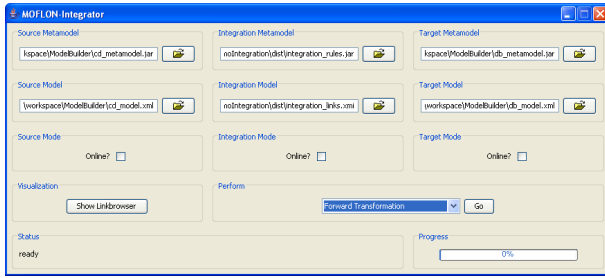 MOFLON-Integrator
Source Metamodel Integration Metamodel Target Metamodel
kspace\ModelBuilder\cd_metamodel.jar noIntegration\dist\integration_rules.jar kspace\ModelBuilder\db_metamodel.jar
Source Model Integration Model Target Model
\workspace\ModelBuilder\cd_model.xml noIntegration\dist\integration_links.xmi \workspace\ModelBuilder\db_model.xml
Source Mode Integration Mode Target Mode
Online? Online? Online?
Visualization Perform
Show Linkbrowser Forward Transformation Go
Status Progress
ready 0%